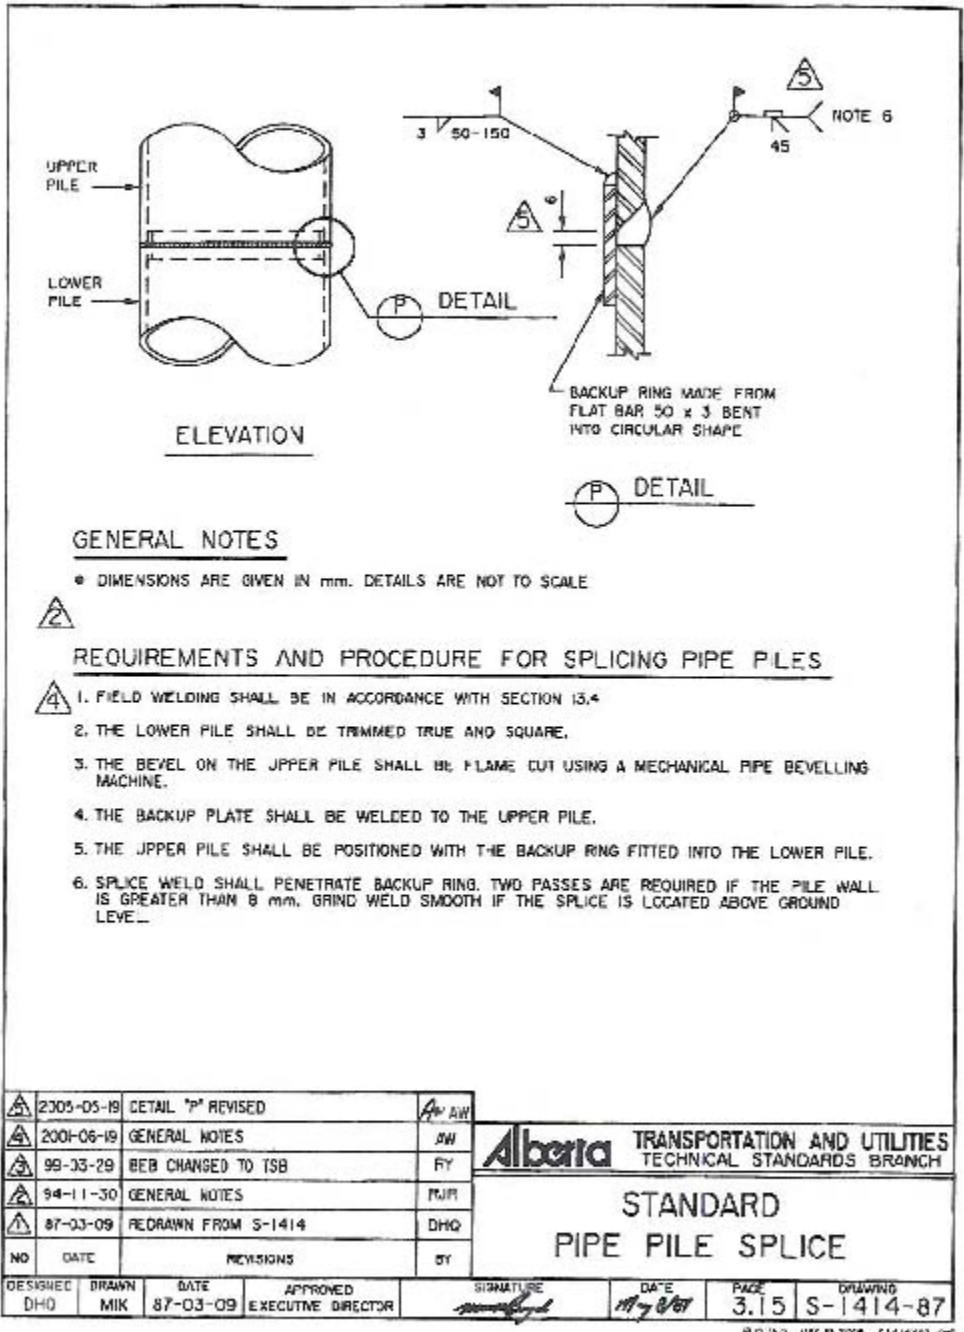 5
3 50-150
NOTE 6
45
UPPER
PILE
5
6
LOWER
PILE
P DETAIL
BACKUP RING MADE FROM
FLAT BAR 50 x 3 BENT
INTO CIRCULAR SHAPE
ELEVATION
P DETAIL
GENERAL NOTES
• DIMENSIONS ARE GIVEN IN mm. DETAILS ARE NOT TO SCALE
2
REQUIREMENTS AND PROCEDURE FOR SPLICING PIPE PILES
4
1. FIELD WELDING SHALL BE IN ACCORDANCE WITH SECTION 13.4
2. THE LOWER PILE SHALL BE TRIMMED TRUE AND SQUARE.
3. THE BEVEL ON THE UPPER PILE SHALL BE FLAME CUT USING A MECHANICAL PIPE BEVELLING
MACHINE.
4. THE BACKUP PLATE SHALL BE WELDED TO THE UPPER PILE.
5. THE UPPER PILE SHALL BE POSITIONED WITH THE BACKUP RING FITTED INTO THE LOWER PILE.
6. SPLICE WELD SHALL PENETRATE BACKUP RING. TWO PASSES ARE REQUIRED IF THE PILE WALL
IS GREATER THAN 8 mm. GRIND WELD SMOOTH IF THE SPLICE IS LOCATED ABOVE GROUND
LEVEL.
5 2005-05-19 DETAIL "P" REVISED AW
4 2001-06-19 GENERAL NOTES AW
3 99-03-29 BEB CHANGED TO TSB RY
2 94-11-30 GENERAL NOTES RJR
1 87-03-09 REDRAWN FROM S-1414 DHQ
NO DATE REVISIONS BY
Alberta TRANSPORTATION AND UTILITIES
TECHNICAL STANDARDS BRANCH
STANDARD
PIPE PILE SPLICE
DESIGNED DRAWN DATE APPROVED SIGNATURE DATE PAGE DRAWING
DHQ MIK 87-03-09 EXECUTIVE DIRECTOR May 8/87 3.15 S-1414-87